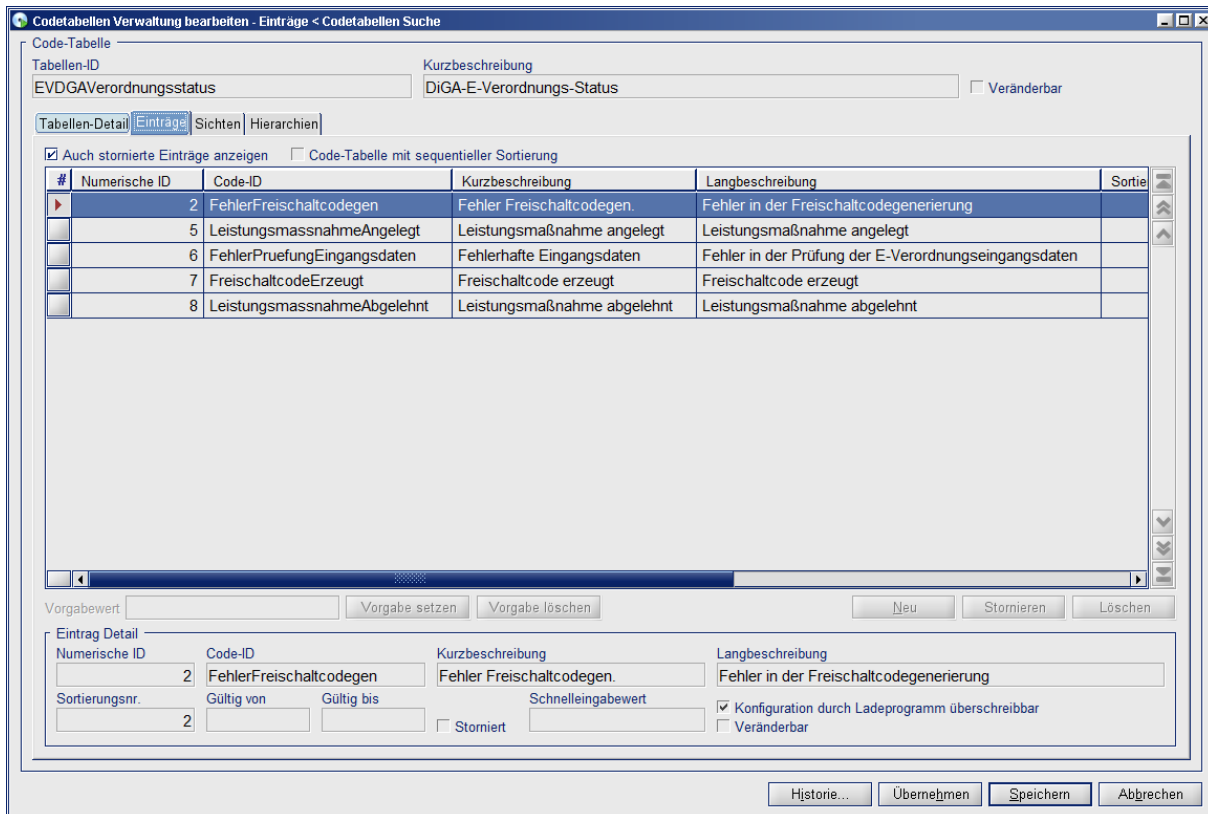 Codetabellen Verwaltung bearbeiten - Einträge < Codetabellen Suche
Code-Tabelle
Tabellen-ID Kurzbeschreibung
EVDGAVerordnungsstatus DiGA-E-Verordnungs-Status Veränderbar
Tabellen-Detail Einträge Sichten Hierarchien
Auch stornierte Einträge anzeigen Code-Tabelle mit sequentieller Sortierung
# Numerische ID Code-ID Kurzbeschreibung Langbeschreibung Sortie
2 FehlerFreischaltcodegen Fehler Freischaltcodegen. Fehler in der Freischaltcodegenerierung
5 LeistungsmassnahmeAngelegt Leistungsmaßnahme angelegt Leistungsmaßnahme angelegt
6 FehlerPruefungEingangsdaten Fehlerhafte Eingangsdaten Fehler in der Prüfung der E-Verordnungseingangsdaten
7 FreischaltcodeErzeugt Freischaltcode erzeugt Freischaltcode erzeugt
8 LeistungsmassnahmeAbgelehnt Leistungsmaßnahme abgelehnt Leistungsmaßnahme abgelehnt
Vorgabewert Vorgabe setzen Vorgabe löschen Neu Stornieren Löschen
Eintrag Detail
Numerische ID Code-ID Kurzbeschreibung Langbeschreibung
2 FehlerFreischaltcodegen Fehler Freischaltcodegen. Fehler in der Freischaltcodegenerierung
Sortierungsnr. Gültig von Gültig bis Schnelleingabewert Konfiguration durch Ladeprogramm überschreibbar
2 Storniert Veränderbar
Historie... Übernehmen Speichern Abbrechen